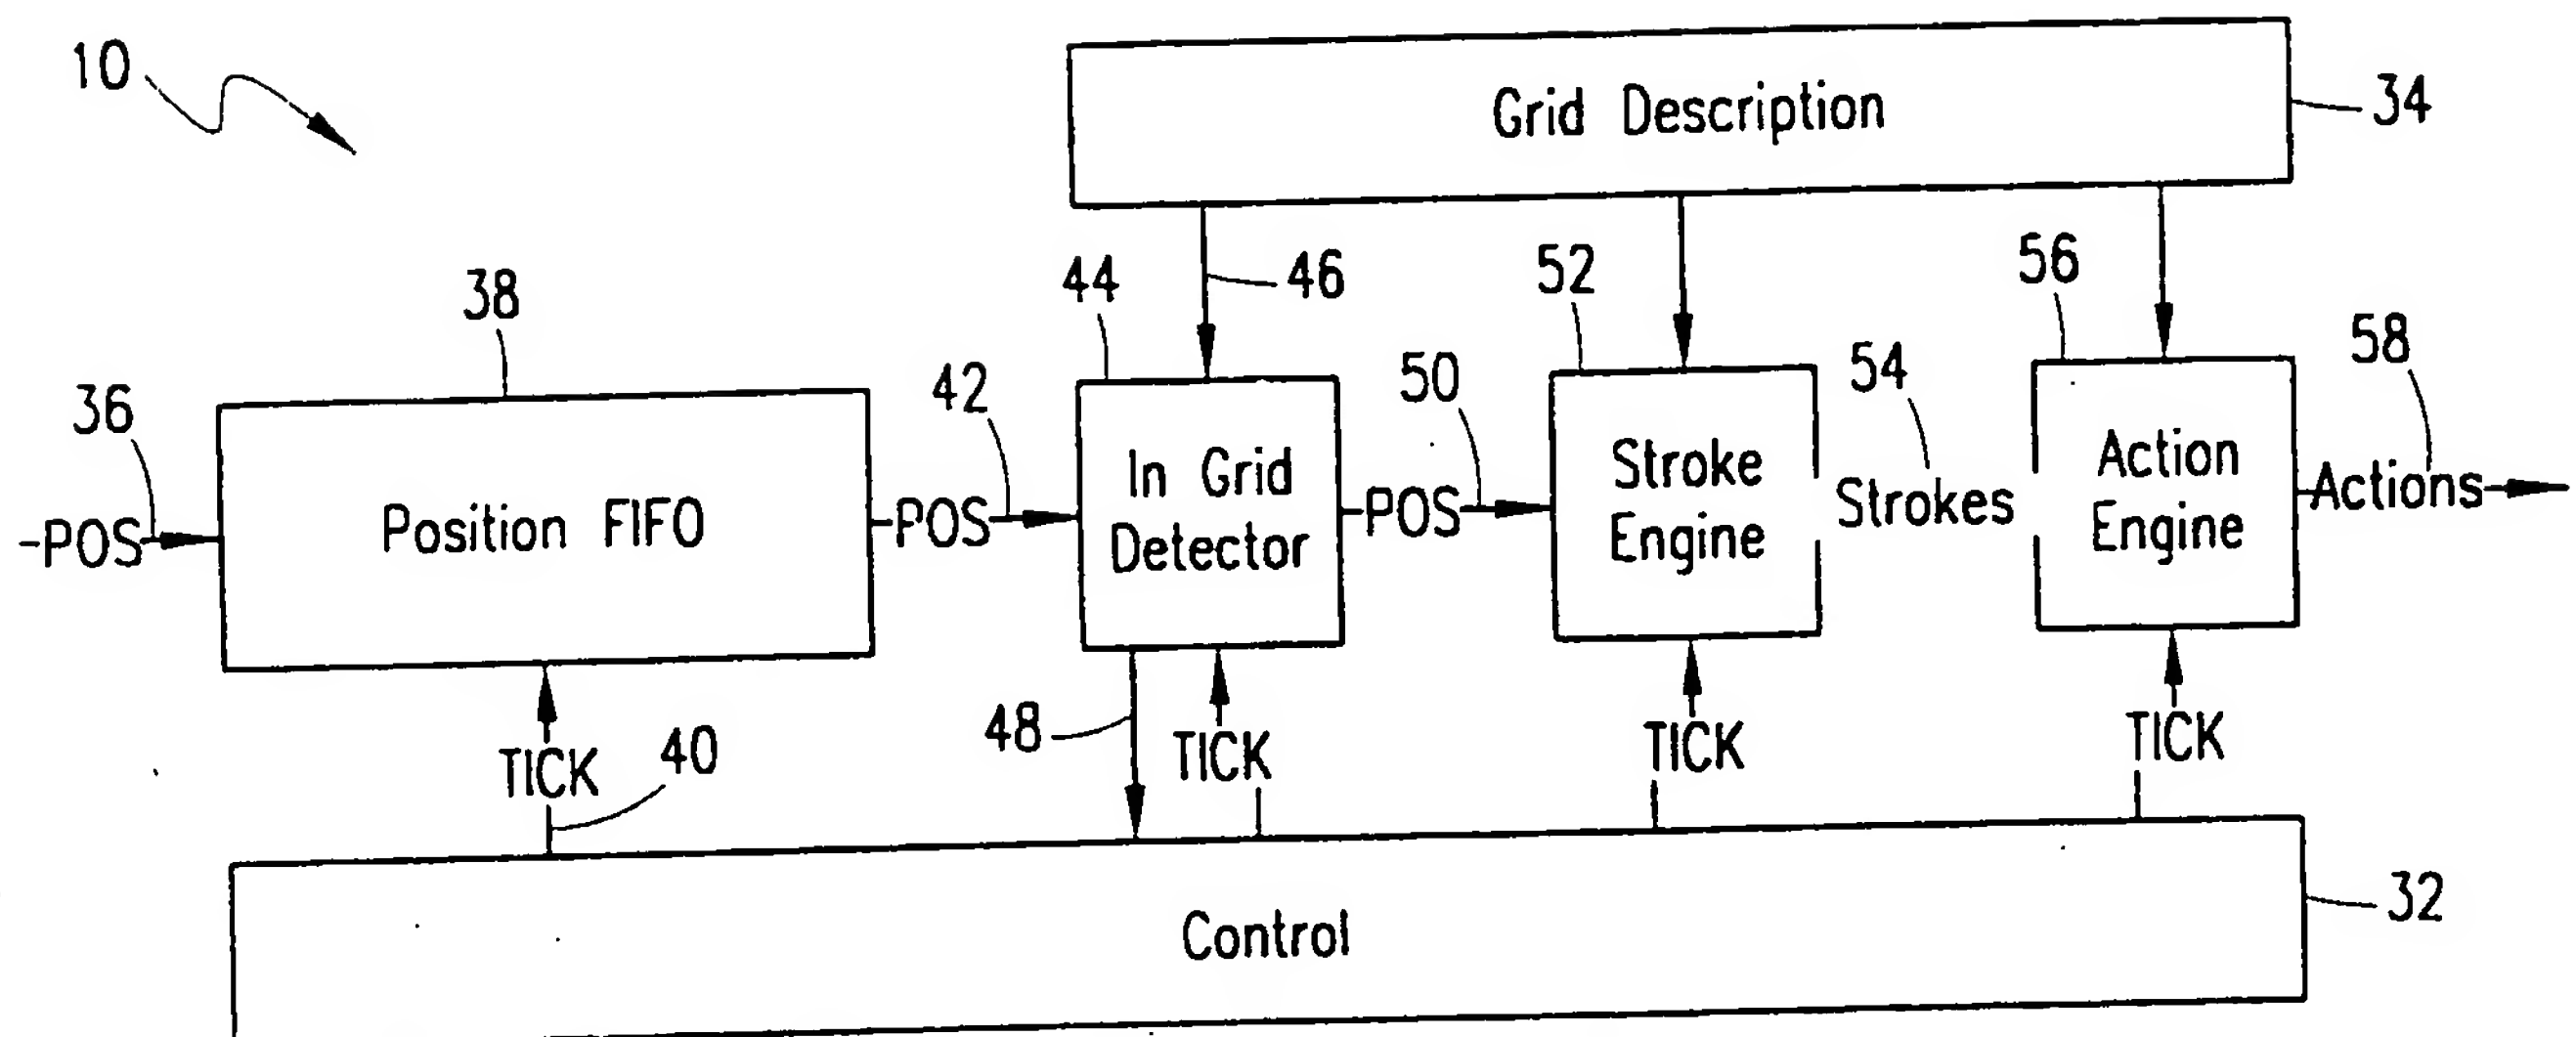 10
Grid Description
34
38
44
46
52
56
36
42
50
54
58
-POS
Position FIFO
POS
In Grid
Detector
POS
Stroke
Engine
Strokes
Action
Engine
Actions
TICK
40
48
TICK
TICK
TICK
Control
32